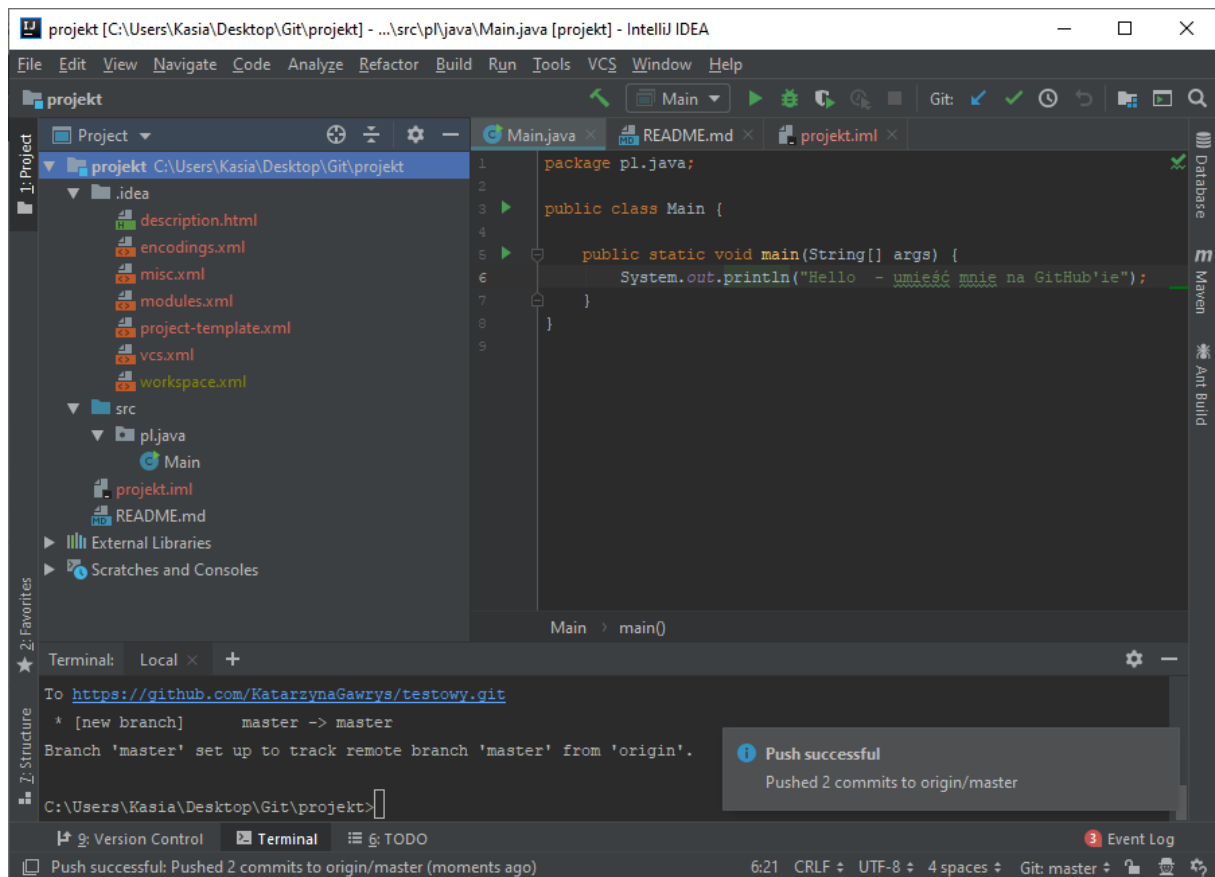 projekt [C:\Users\Kasia\Desktop\Git\projekt] - ...\src\pl\java\Main.java [projekt] - IntelliJ IDEA
File Edit View Navigate Code Analyze Refactor Build Run Tools VCS Window Help
projekt Main Git:
1: Project
Project
projekt C:\Users\Kasia\Desktop\Git\projekt
.idea
description.html
encodings.xml
misc.xml
modules.xml
project-template.xml
vcs.xml
workspace.xml
src
pl.java
Main
projekt.iml
README.md
External Libraries
Scratches and Consoles
Main.java README.md projekt.iml
1 package pl.java;
2
3 public class Main {
4
5 public static void main(String[] args) {
6 System.out.println("Hello  - umieść mnie na GitHub'ie");
7 }
8 }
9
Main main()
Database
Maven
Ant Build
2: Favorites
7: Structure
Terminal: Local
To https://github.com/KatarzynaGawrys/testowy.git
* [new branch] master -> master
Branch 'master' set up to track remote branch 'master' from 'origin'.
C:\Users\Kasia\Desktop\Git\projekt>
Push successful
Pushed 2 commits to origin/master
9: Version Control Terminal 6: TODO 3 Event Log
Push successful: Pushed 2 commits to origin/master (moments ago) 6:21 CRLF UTF-8 4 spaces Git: master